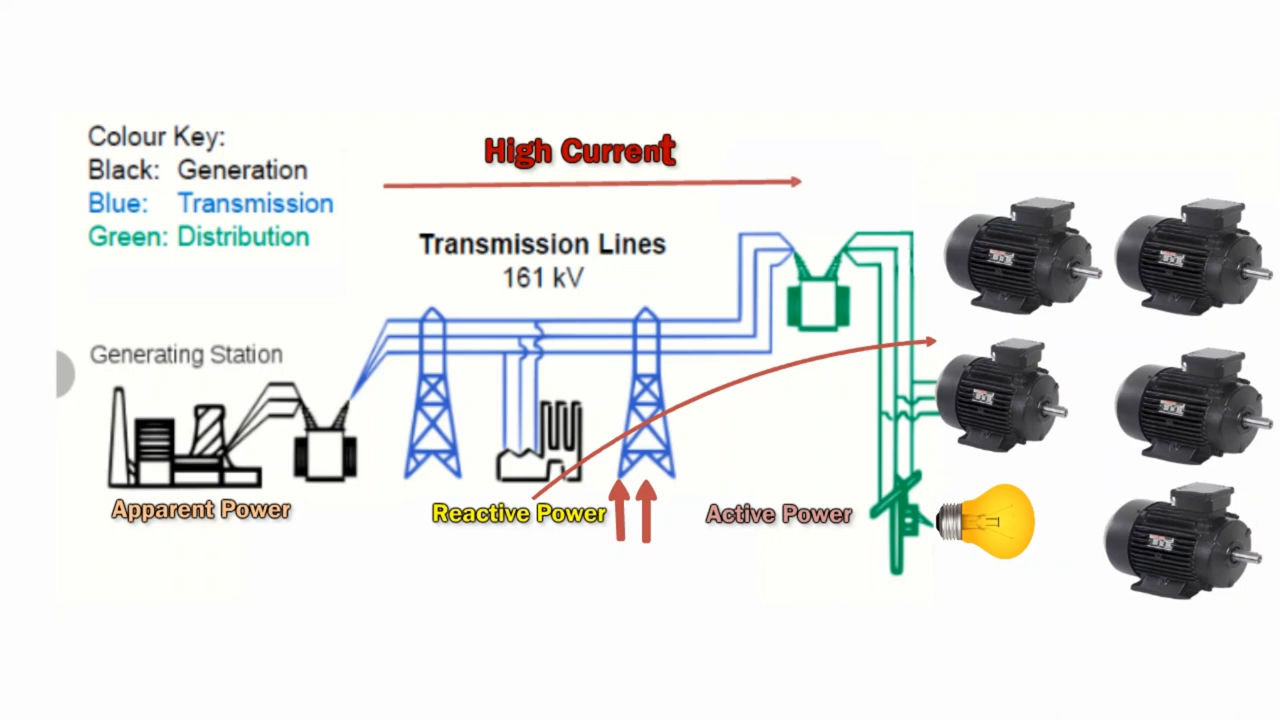 Colour Key:
Black: Generation
Blue: Transmission
Green: Distribution
High Current
Transmission Lines
161 kV
Generating Station
Apparent Power
Reactive Power
Active Power